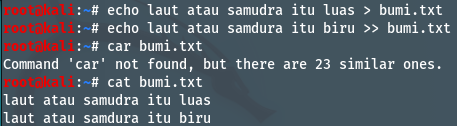 root@kali:~# echo laut atau samudra itu luas > bumi.txt
root@kali:~# echo laut atau samdura itu biru >> bumi.txt
root@kali:~# car bumi.txt
Command 'car' not found, but there are 23 similar ones.
root@kali:~# cat bumi.txt
laut atau samudra itu luas
laut atau samdura itu biru